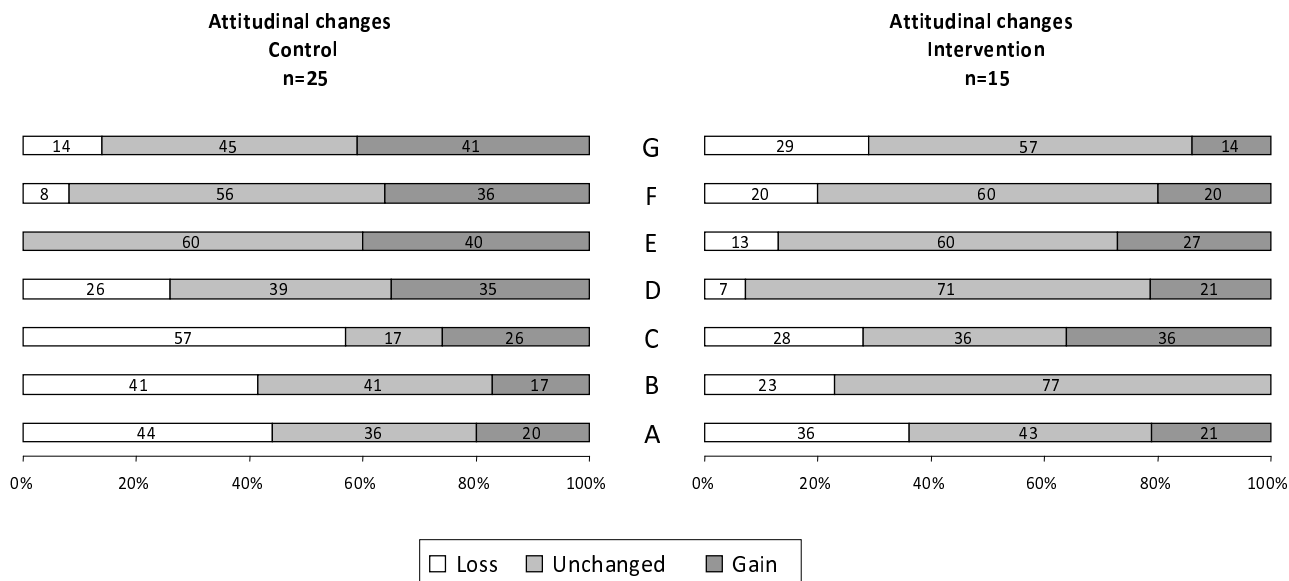 Attitudinal changes
Control
n=25
Attitudinal changes
Intervention
n=15
14 45 41 G 29 57 14
8 56 36 F 20 60 20
60 40 E 13 60 27
26 39 35 D 7 71 21
57 17 26 C 28 36 36
41 41 17 B 23 77
44 36 20 A 36 43 21
0% 20% 40% 60% 80% 100% 0% 20% 40% 60% 80% 100%
Loss Unchanged Gain